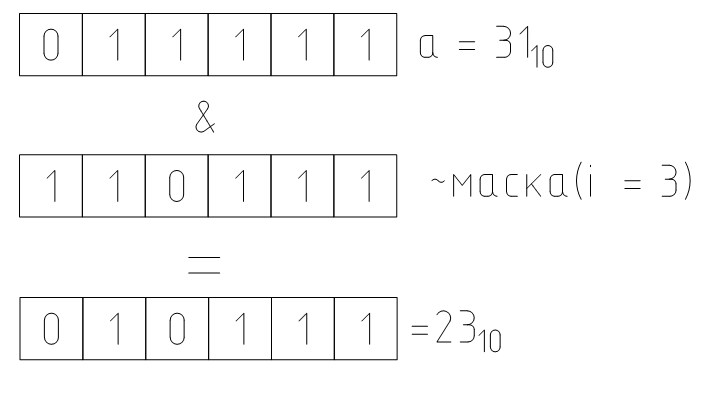 0 1 1 1 1 1 a = 31₁₀
&
1 1 0 1 1 1 ~маска(i = 3)
=
0 1 0 1 1 1 =23₁₀